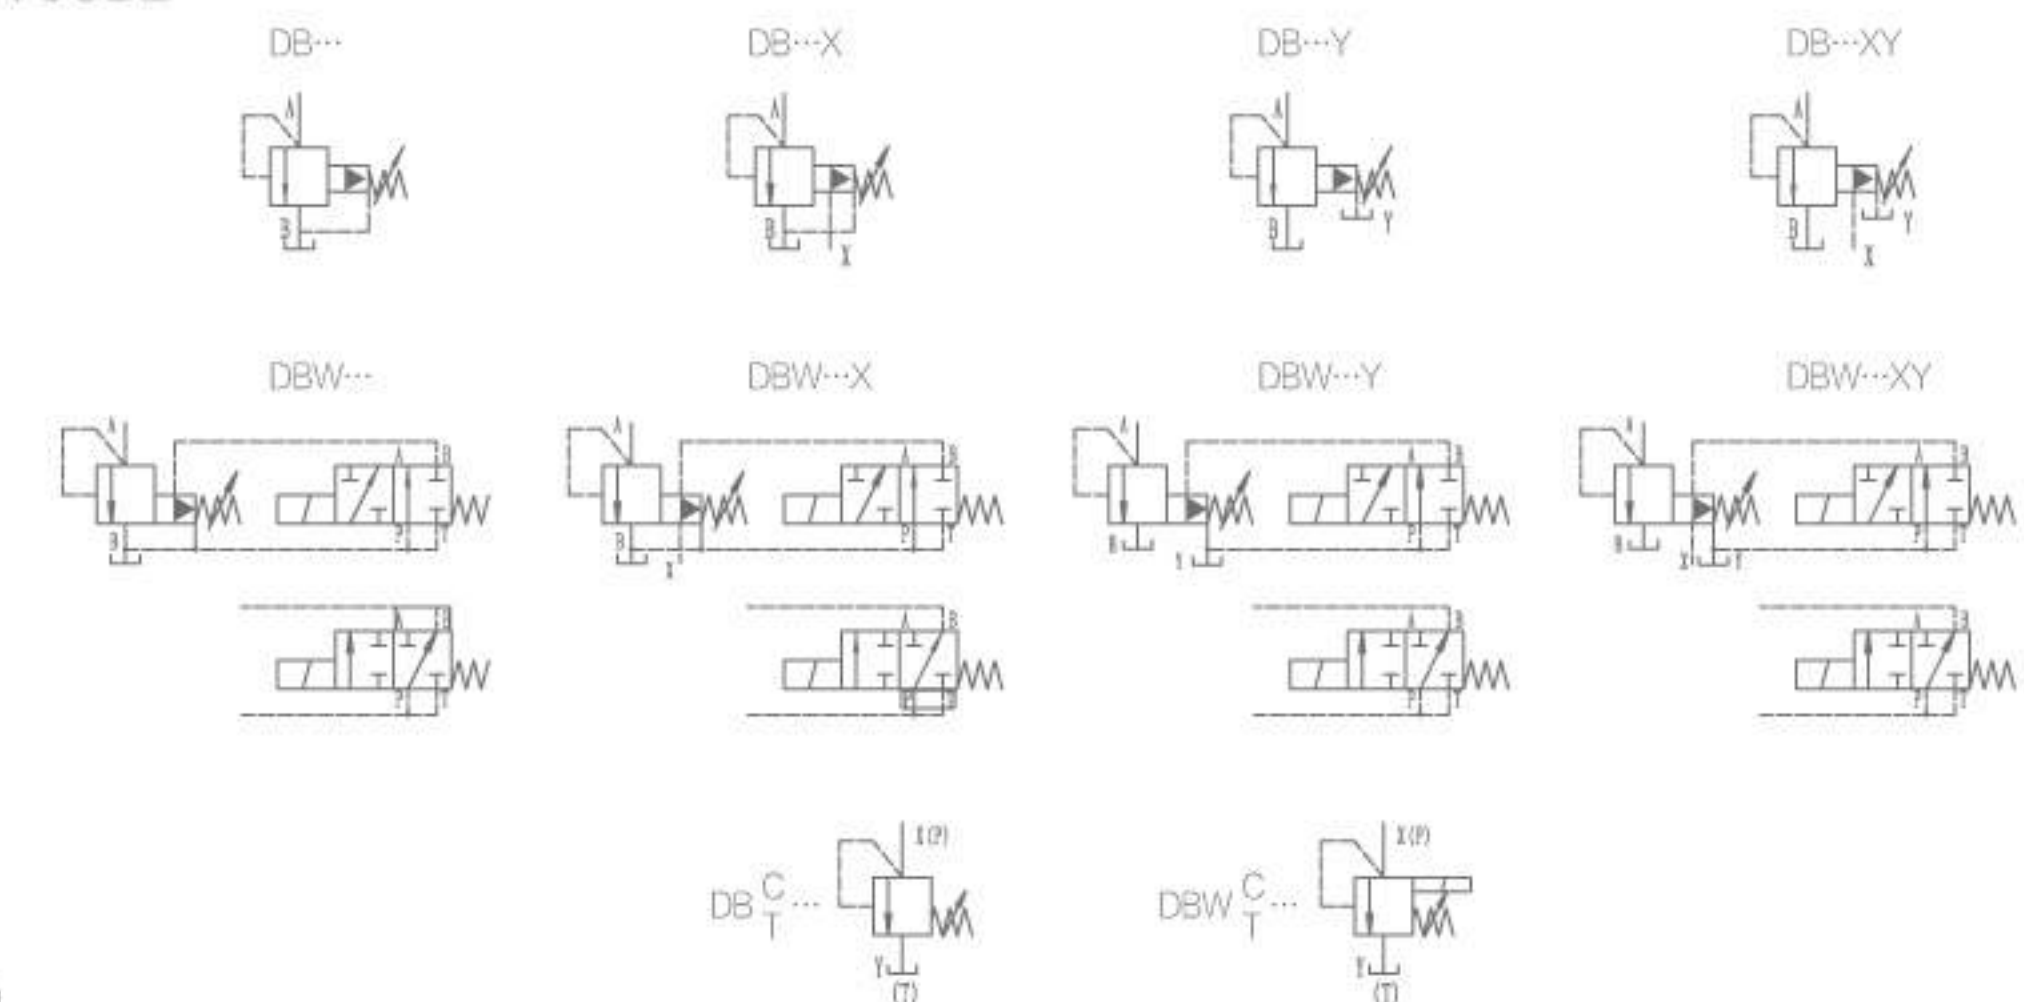 DB… DB…X DB…Y DB…XY
A A A A
B B B B
Y Y
X X
DBW… DBW…X DBW…Y DBW…XY
A A A A
A B A B A B A B
B P T B P T B P T B P T
X Y X Y
A B A B A B A B
P T P T P T P T
X(P) X(P)
DB C/T … DBW C/T …
Y Y
(T) (T)